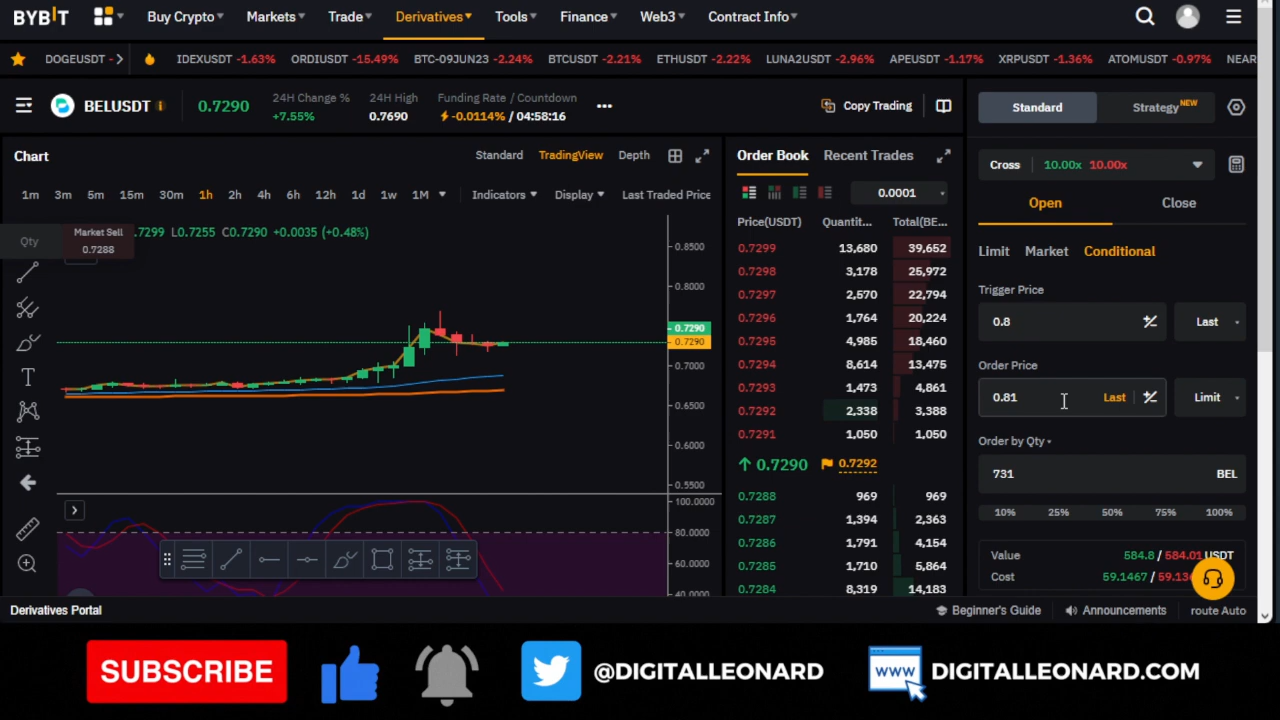 BYBIT Buy Crypto Markets Trade Derivatives Tools Finance Web3 Contract Info
DOGEUSDT - IDEXUSDT -1.63% ORDIUSDT -15.49% BTC-09JUN23 -2.24% BTCUSDT -2.21% ETHUSDT -2.22% LUNA2USDT -2.96% APEUSDT -1.17% XRPUSDT -1.36% ATOMUSDT -0.97% NEAR
BELUSDT 0.7290
24H Change %
+7.55%
24H High
0.7690
Funding Rate / Countdown
-0.0114% / 04:58:16
Copy Trading
Chart Standard TradingView Depth
1m 3m 5m 15m 30m 1h 2h 4h 6h 12h 1d 1w 1M Indicators Display Last Traded Price
Qty
Market Sell
0.7288
.7299 L0.7255 C0.7290 +0.0035 (+0.48%)
0.8500
0.8000
0.7290
0.7290
0.7000
0.6500
0.6000
0.5500
100.0000
80.0000
60.0000
40.0000
Order Book Recent Trades
0.0001
Price(USDT) Quantit... Total(BE...
0.7299 13,680 39,652
0.7298 3,178 25,972
0.7297 2,570 22,794
0.7296 1,764 20,224
0.7295 4,985 18,460
0.7294 8,614 13,475
0.7293 1,473 4,861
0.7292 2,338 3,388
0.7291 1,050 1,050
0.7290 0.7292
0.7288 969 969
0.7287 1,394 2,363
0.7286 1,791 4,154
0.7285 1,710 5,864
0.7284 8,319 14,183
Standard Strategy NEW
Cross 10.00x 10.00x
Open Close
Limit Market Conditional
Trigger Price
0.8 Last
Order Price
0.81 Last Limit
Order by Qty
731 BEL
10% 25% 50% 75% 100%
Value 584.8 / 584.01 USDT
Cost 59.1467 /
Derivatives Portal Beginner's Guide Announcements route Auto
SUBSCRIBE @DIGITALLEONARD WWW DIGITALLEONARD.COM